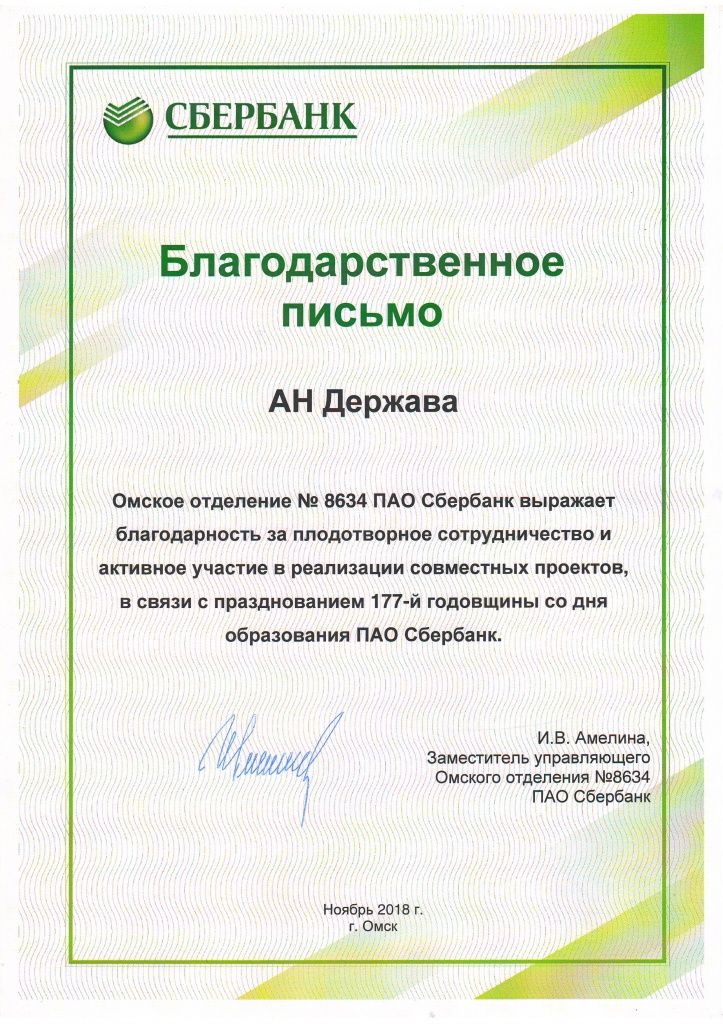 СБЕРБАНК
Благодарственное
письмо
АН Держава
Омское отделение № 8634 ПАО Сбербанк выражает
благодарность за плодотворное сотрудничество и
активное участие в реализации совместных проектов,
в связи с празднованием 177-й годовщины со дня
образования ПАО Сбербанк.
И.В. Амелина,
Заместитель управляющего
Омского отделения №8634
ПАО Сбербанк
Ноябрь 2018 г.
г. Омск